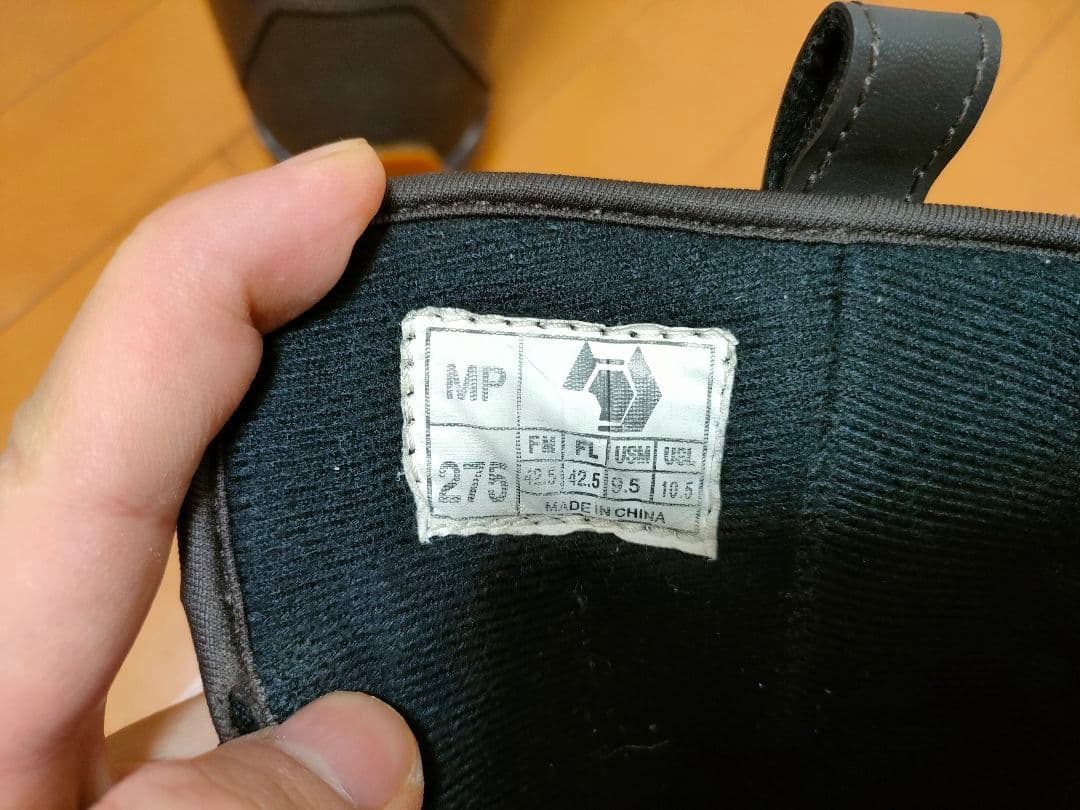 MP
FM FL USM USL
275 42.5 42.5 9.5 10.5
MADE IN CHINA